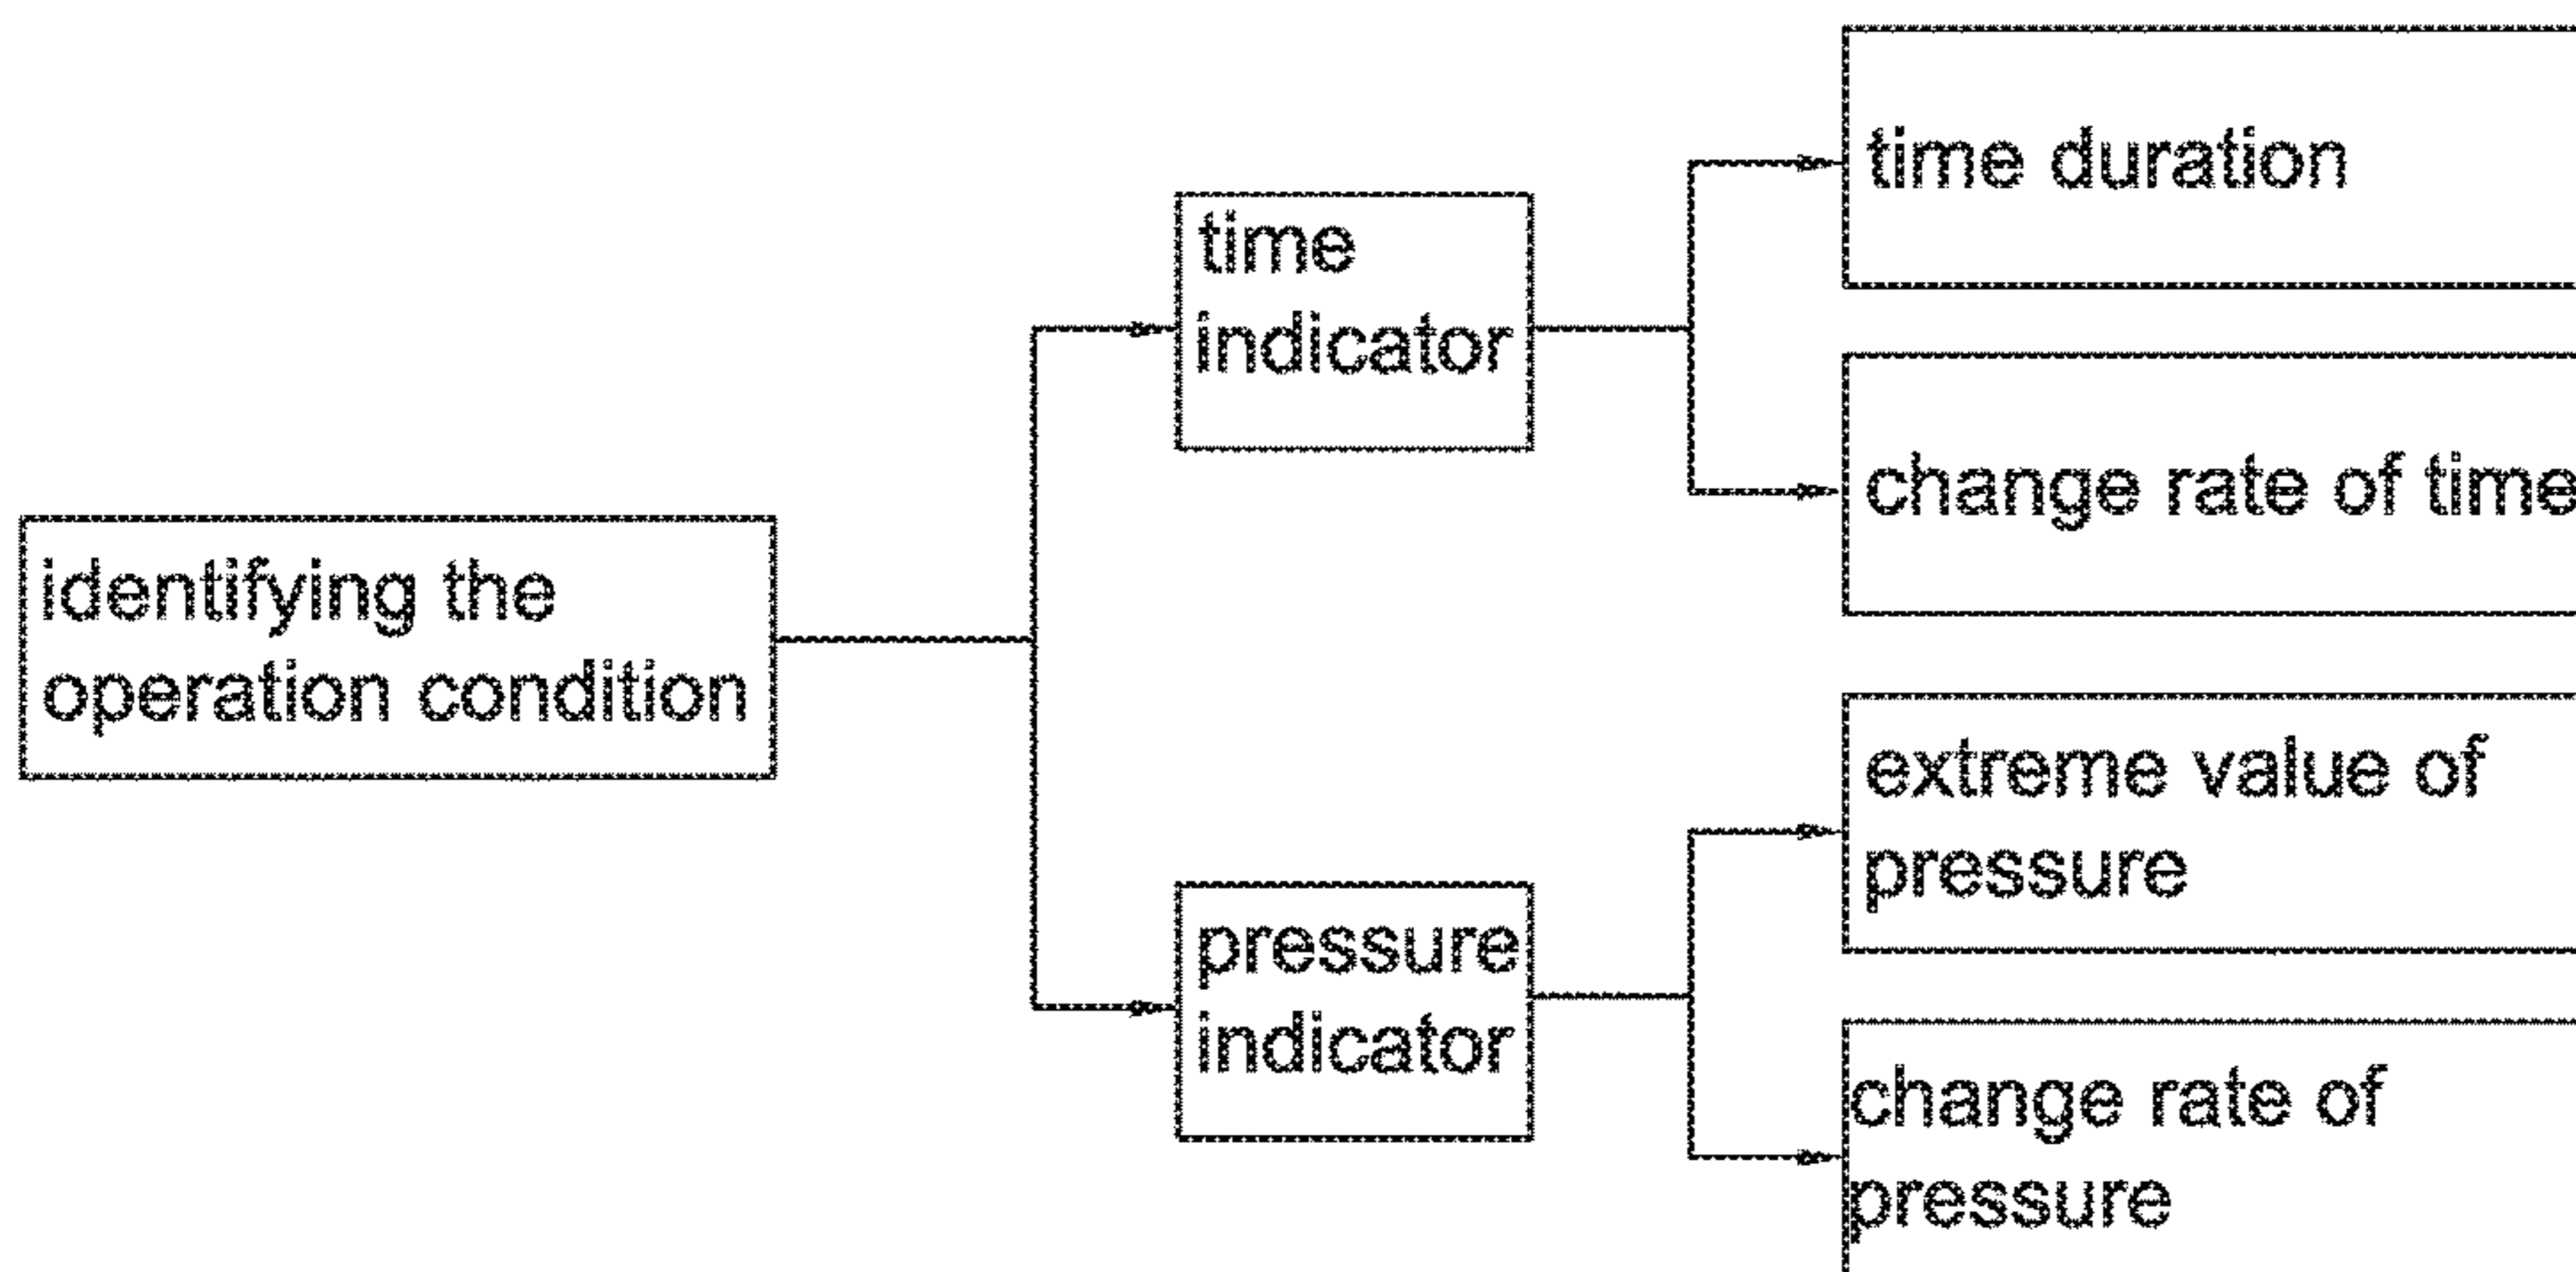 time duration
time
indicator
change rate of time
identifying the
operation condition
extreme value of
pressure
pressure
indicator
change rate of
pressure